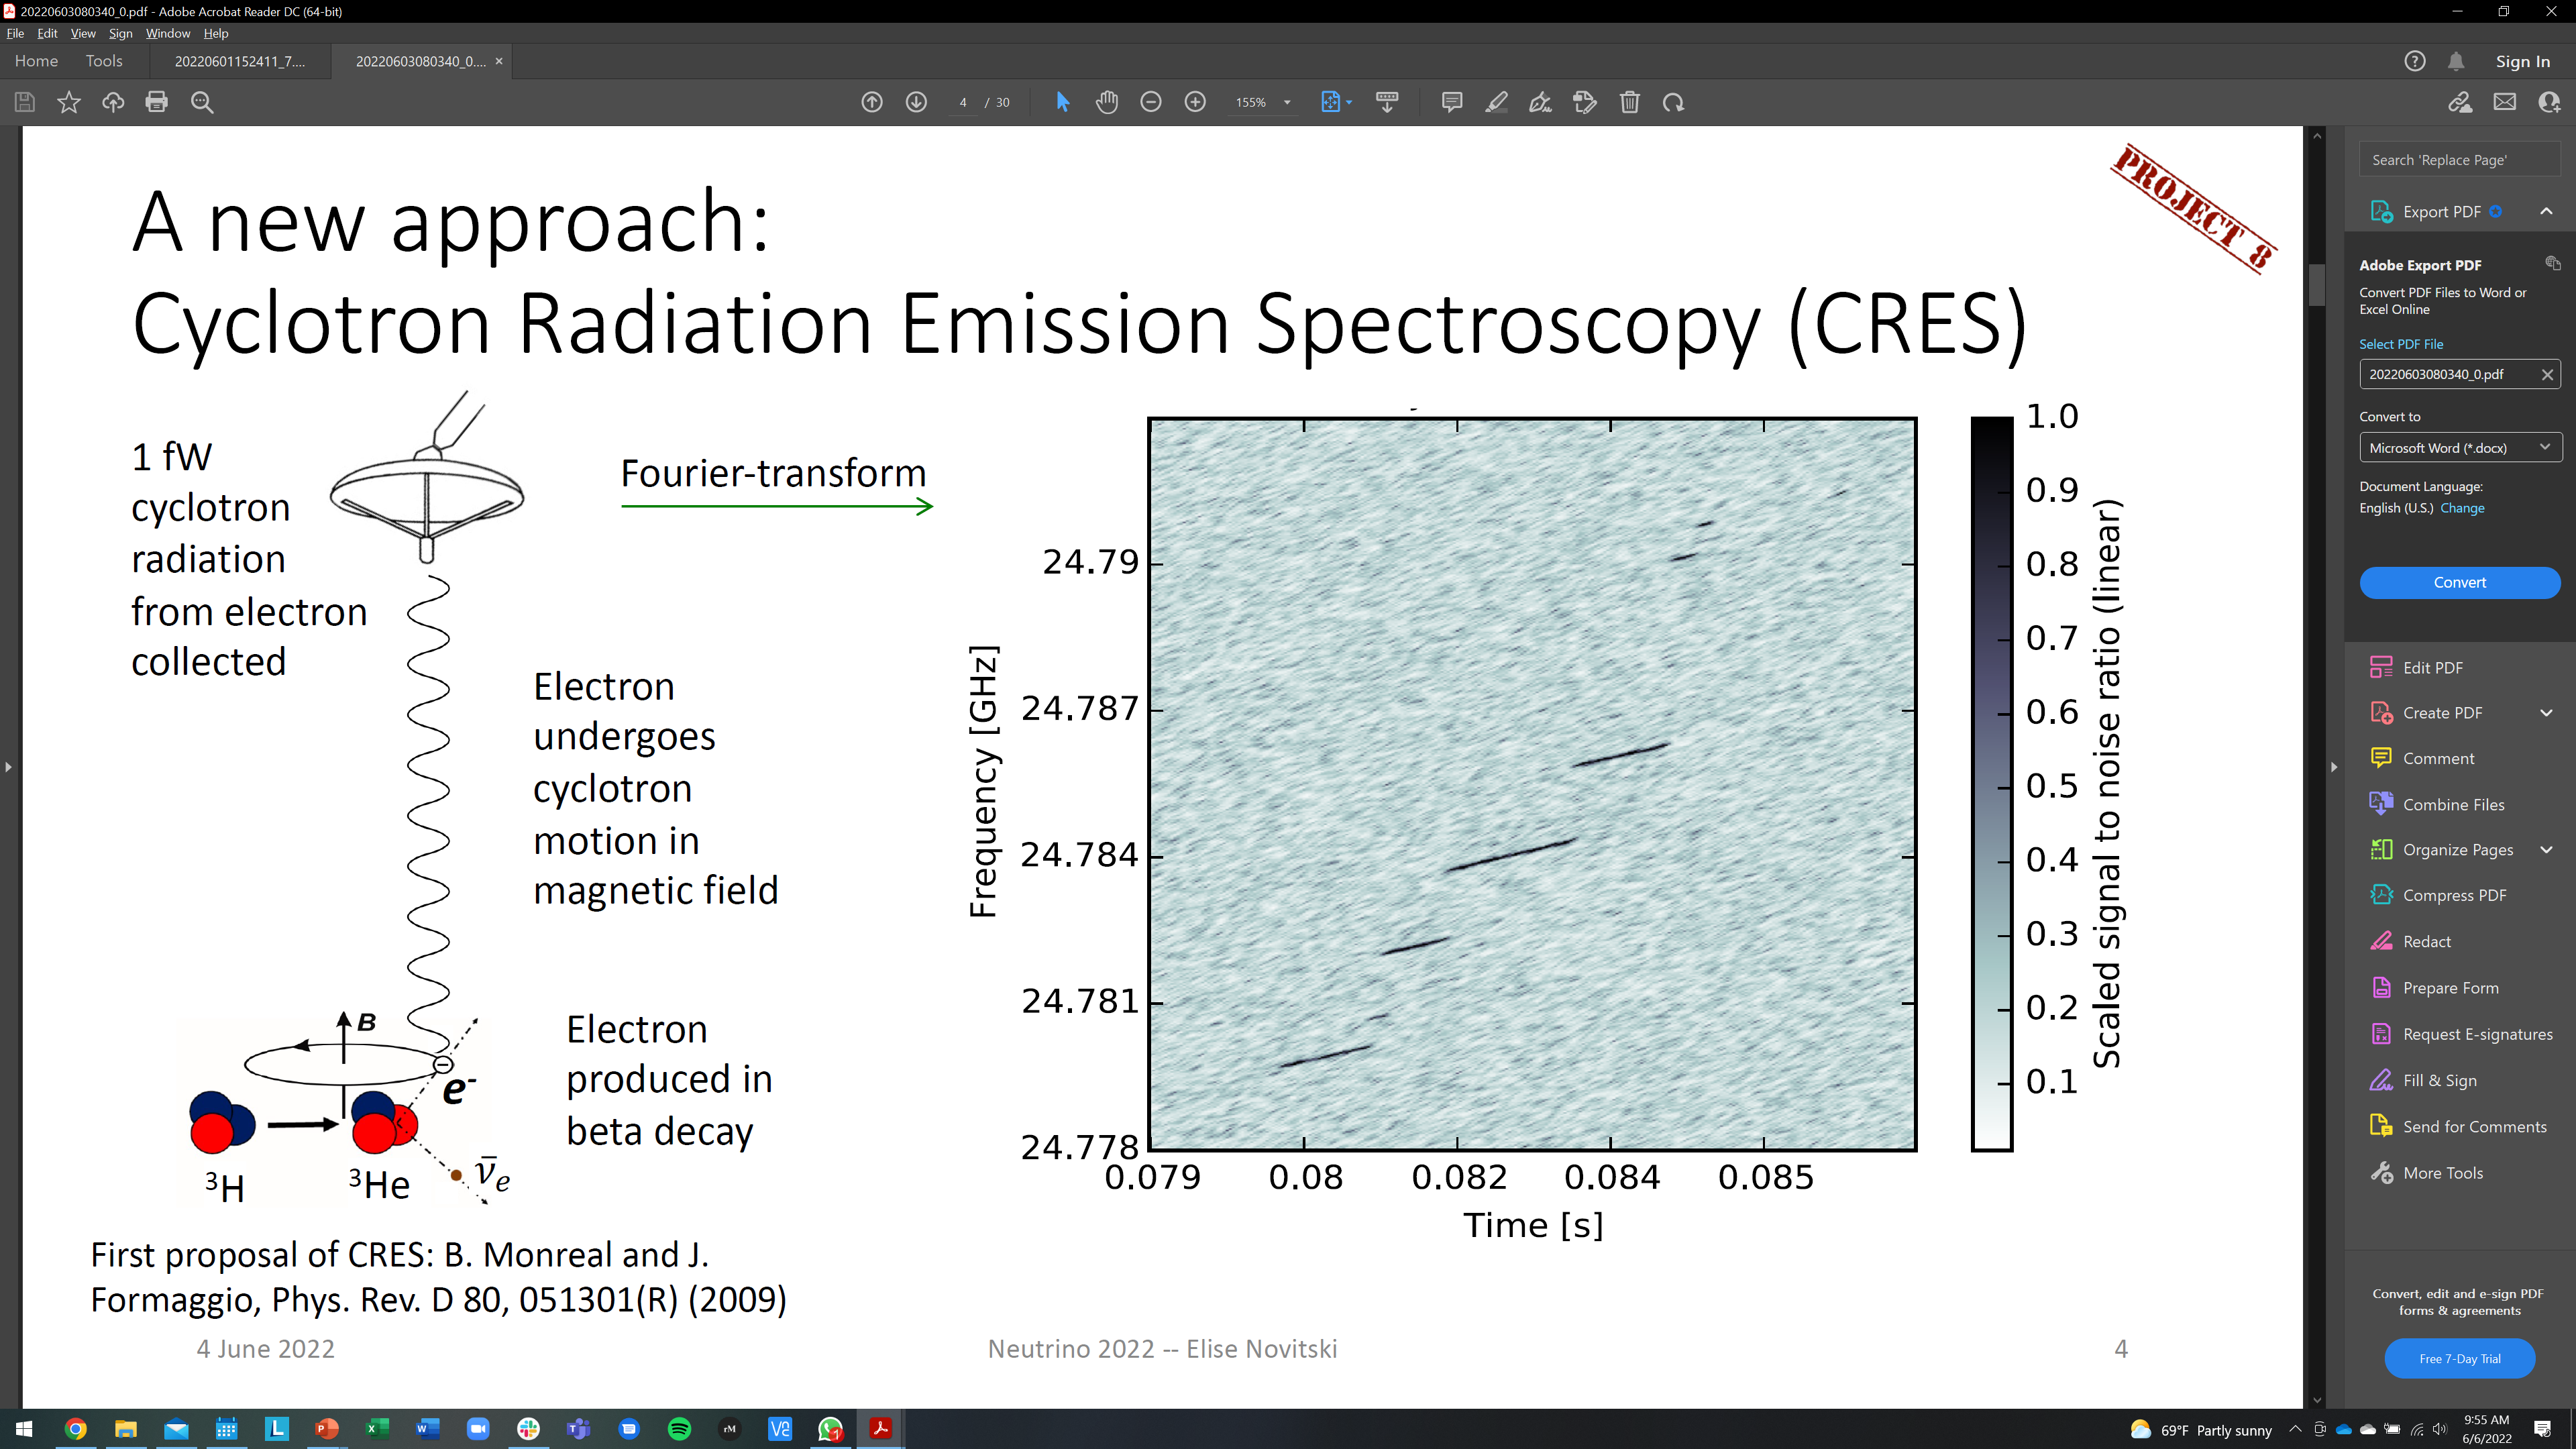 20220603080340_0.pdf - Adobe Acrobat Reader DC (64-bit)
File Edit View Sign Window Help
Home Tools 20220601152411_7.... 20220603080340_0.... × Sign In
4 / 30 155%
PROJECT 8
A new approach:
Cyclotron Radiation Emission Spectroscopy (CRES)
1 fW
cyclotron
radiation
from electron
collected
Fourier-transform
Electron
undergoes
cyclotron
motion in
magnetic field
B
e-
Electron
produced in
beta decay
³H
³He
ν̄e
First proposal of CRES: B. Monreal and J.
Formaggio, Phys. Rev. D 80, 051301(R) (2009)
Frequency [GHz]
24.79
24.787
24.784
24.781
24.778
0.079 0.08 0.082 0.084 0.085
Time [s]
1.0
0.9
0.8
0.7
0.6
0.5
0.4
0.3
0.2
0.1
Scaled signal to noise ratio (linear)
4 June 2022 Neutrino 2022 -- Elise Novitski 4
Search 'Replace Page'
Export PDF
Adobe Export PDF
Convert PDF Files to Word or
Excel Online
Select PDF File
20220603080340_0.pdf
Convert to
Microsoft Word (*.docx)
Document Language:
English (U.S.) Change
Convert
Edit PDF
Create PDF
Comment
Combine Files
Organize Pages
Compress PDF
Redact
Prepare Form
Request E-signatures
Fill & Sign
Send for Comments
More Tools
Convert, edit and e-sign PDF
forms & agreements
Free 7-Day Trial
69°F Partly sunny
9:55 AM
6/6/2022